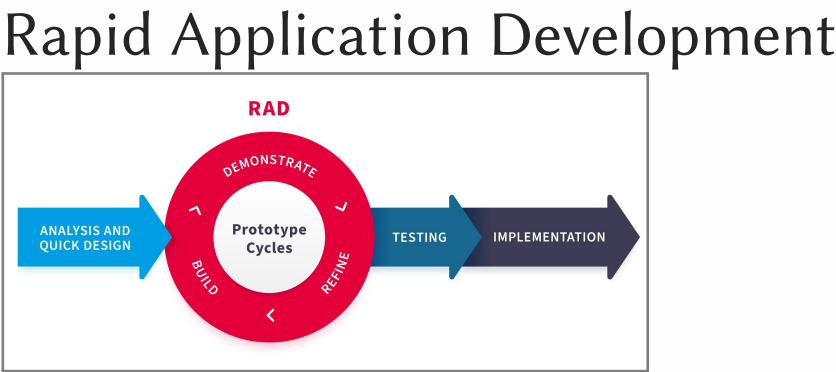 Rapid Application Development
RAD
DEMONSTRATE
ANALYSIS AND
QUICK DESIGN
Prototype
Cycles
BUILD
REFINE
TESTING
IMPLEMENTATION